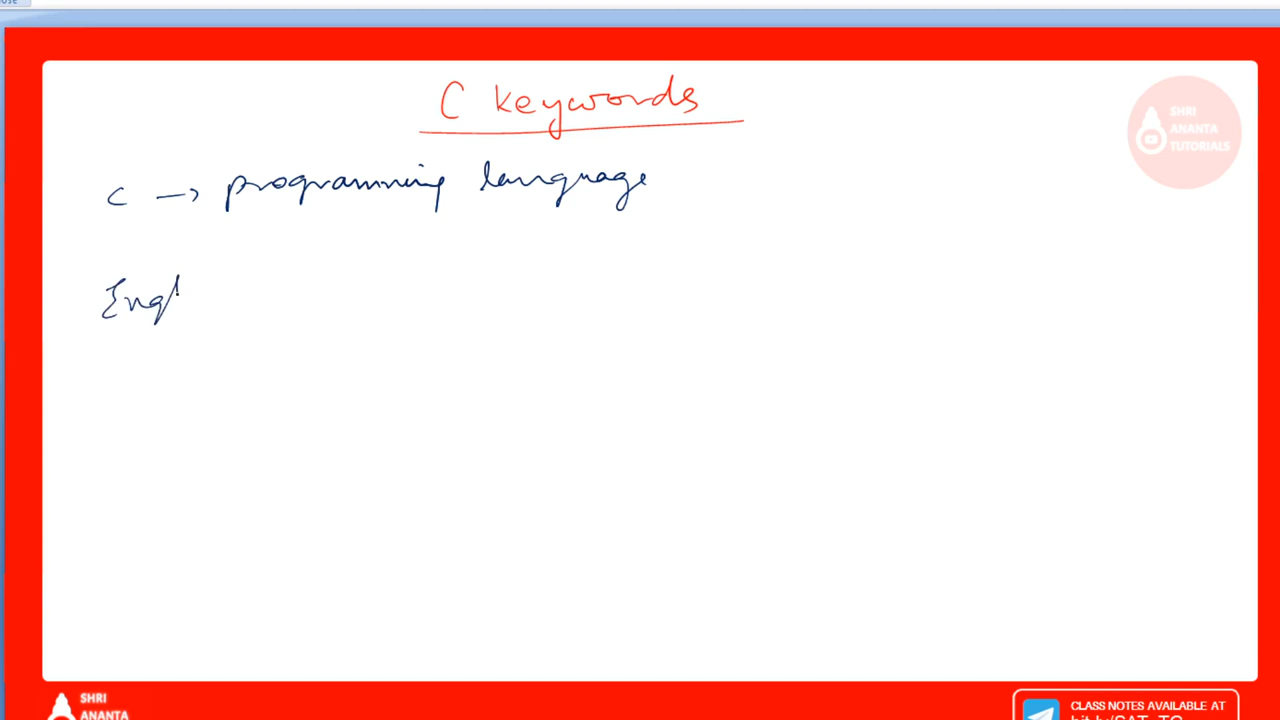 C keywords
SHRI
ANANTA
TUTORIALS
c → programming language
Engl
SHRI
ANANTA
CLASS NOTES AVAILABLE AT